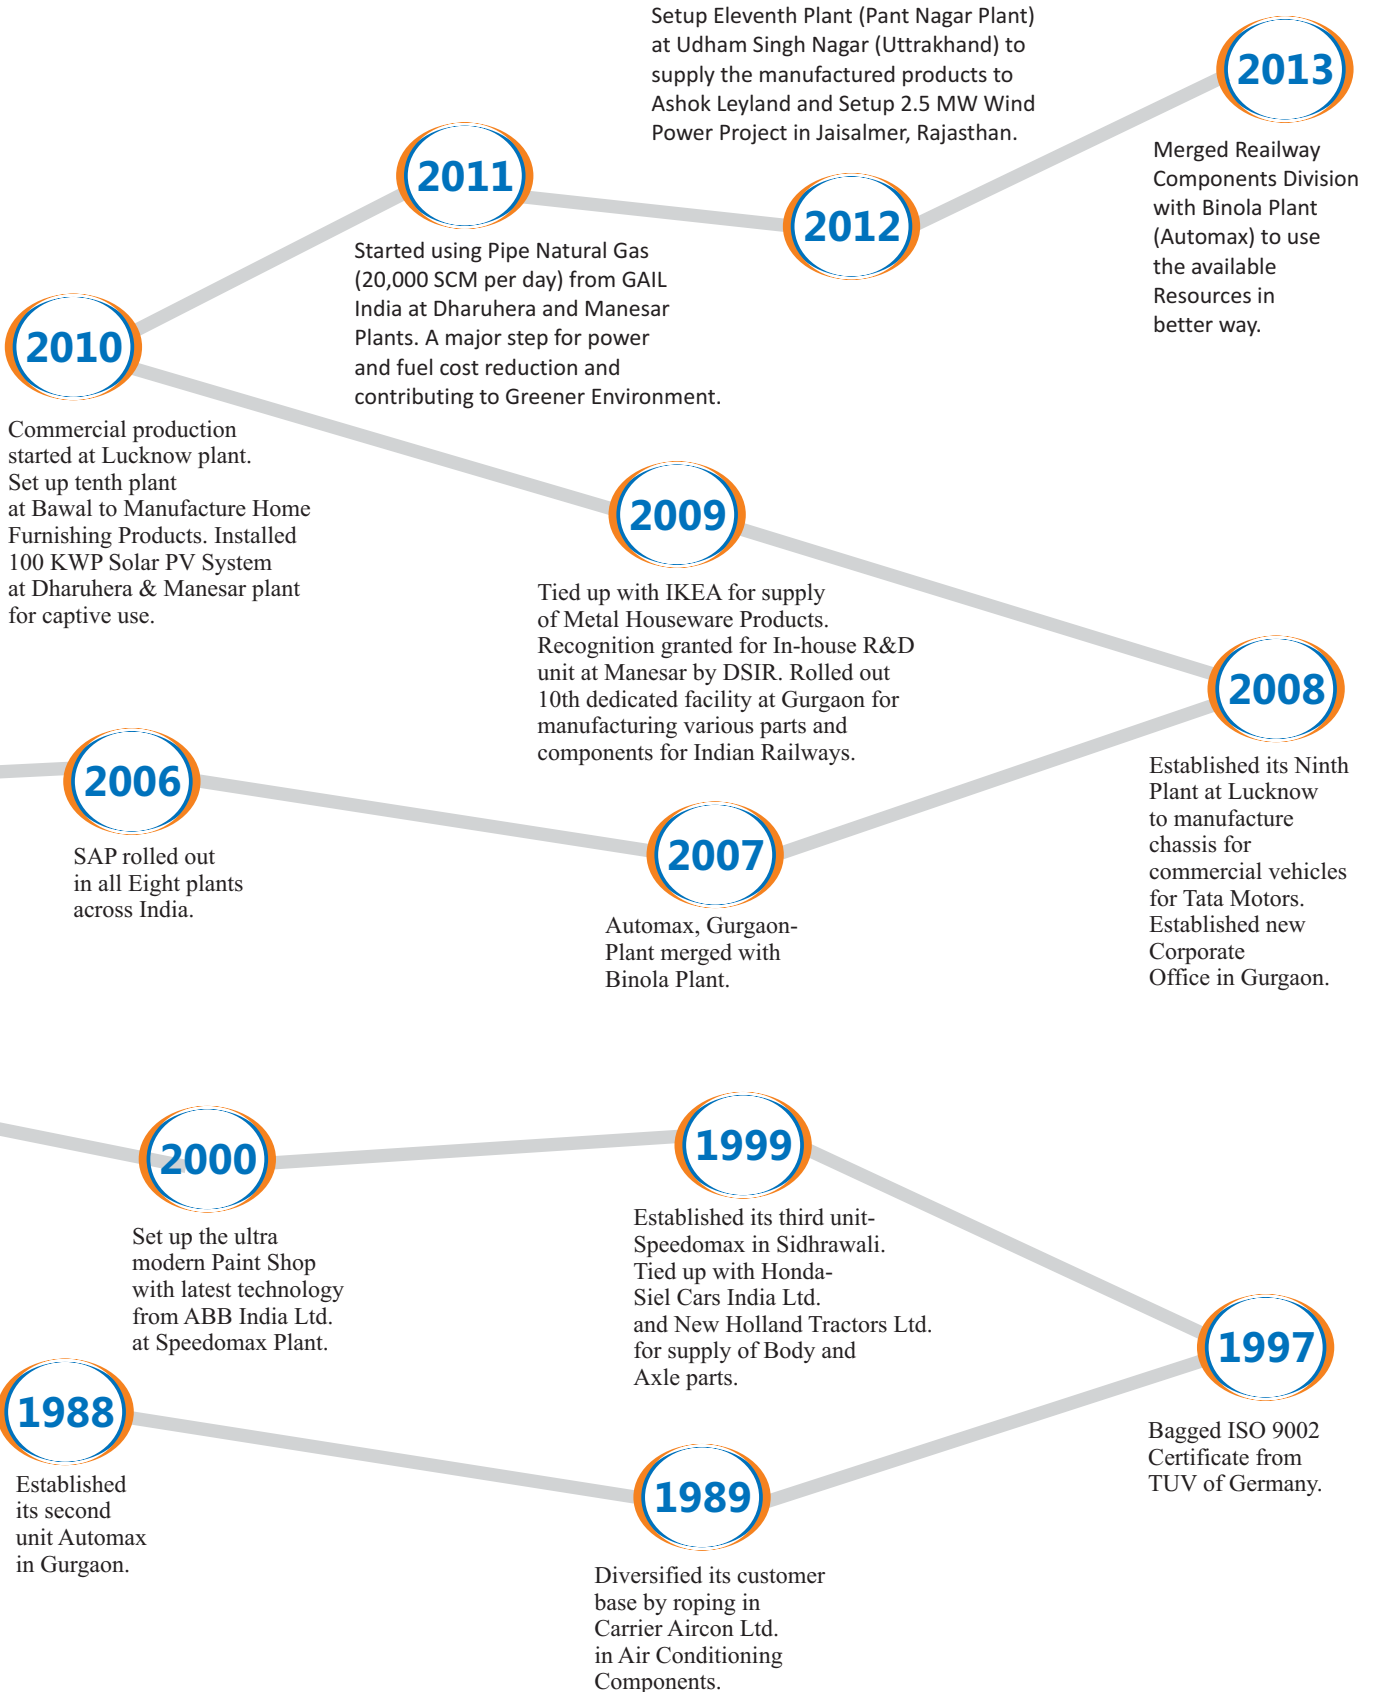 Setup Eleventh Plant (Pant Nagar Plant)
at Udham Singh Nagar (Uttrakhand) to
supply the manufactured products to
Ashok Leyland and Setup 2.5 MW Wind
Power Project in Jaisalmer, Rajasthan.
2013
Merged Reailway
Components Division
with Binola Plant
(Automax) to use
the available
Resources in
better way.
2011
2012
Started using Pipe Natural Gas
(20,000 SCM per day) from GAIL
India at Dharuhera and Manesar
Plants. A major step for power
and fuel cost reduction and
contributing to Greener Environment.
2010
Commercial production
started at Lucknow plant.
Set up tenth plant
at Bawal to Manufacture Home
Furnishing Products. Installed
100 KWP Solar PV System
at Dharuhera & Manesar plant
for captive use.
2009
Tied up with IKEA for supply
of Metal Houseware Products.
Recognition granted for In-house R&D
unit at Manesar by DSIR. Rolled out
10th dedicated facility at Gurgaon for
manufacturing various parts and
components for Indian Railways.
2008
Established its Ninth
Plant at Lucknow
to manufacture
chassis for
commercial vehicles
for Tata Motors.
Established new
Corporate
Office in Gurgaon.
2006
SAP rolled out
in all Eight plants
across India.
2007
Automax, Gurgaon-
Plant merged with
Binola Plant.
2000
Set up the ultra
modern Paint Shop
with latest technology
from ABB India Ltd.
at Speedomax Plant.
1999
Established its third unit-
Speedomax in Sidhrawali.
Tied up with Honda-
Siel Cars India Ltd.
and New Holland Tractors Ltd.
for supply of Body and
Axle parts.
1997
Bagged ISO 9002
Certificate from
TUV of Germany.
1988
Established
its second
unit Automax
in Gurgaon.
1989
Diversified its customer
base by roping in
Carrier Aircon Ltd.
in Air Conditioning
Components.